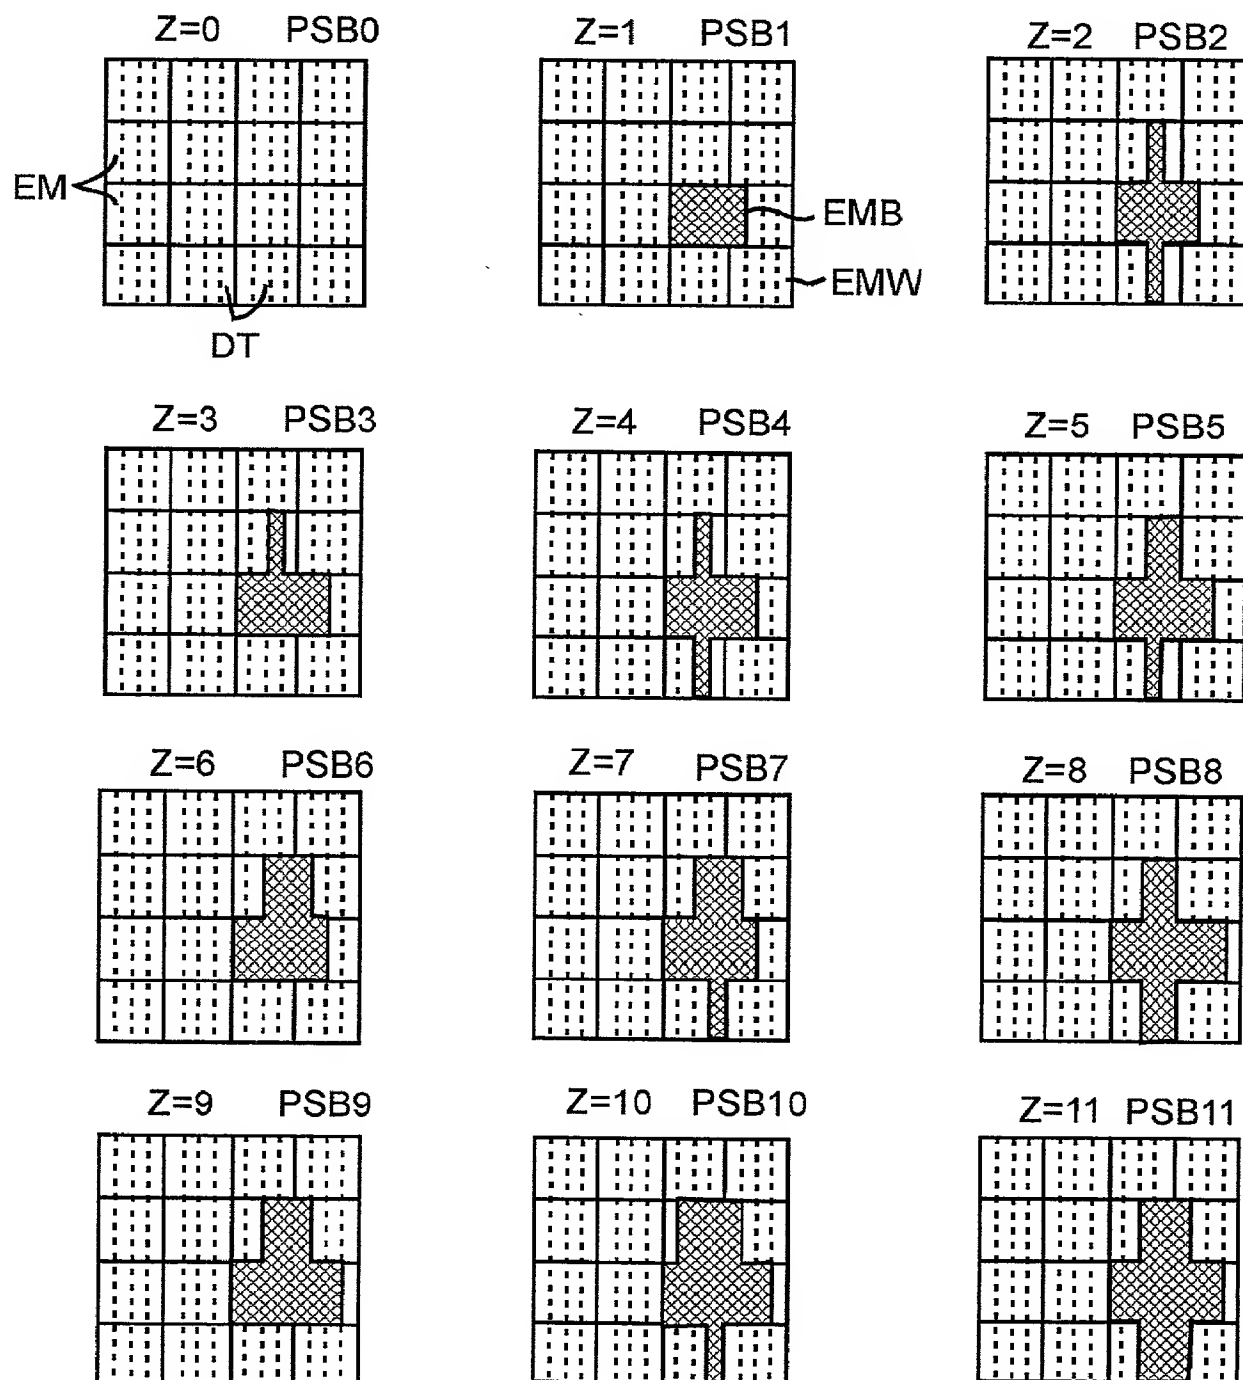 Z=0 PSB0
Z=1 PSB1
Z=2 PSB2
EM
EMB
EMW
DT
Z=3 PSB3
Z=4 PSB4
Z=5 PSB5
Z=6 PSB6
Z=7 PSB7
Z=8 PSB8
Z=9 PSB9
Z=10 PSB10
Z=11 PSB11